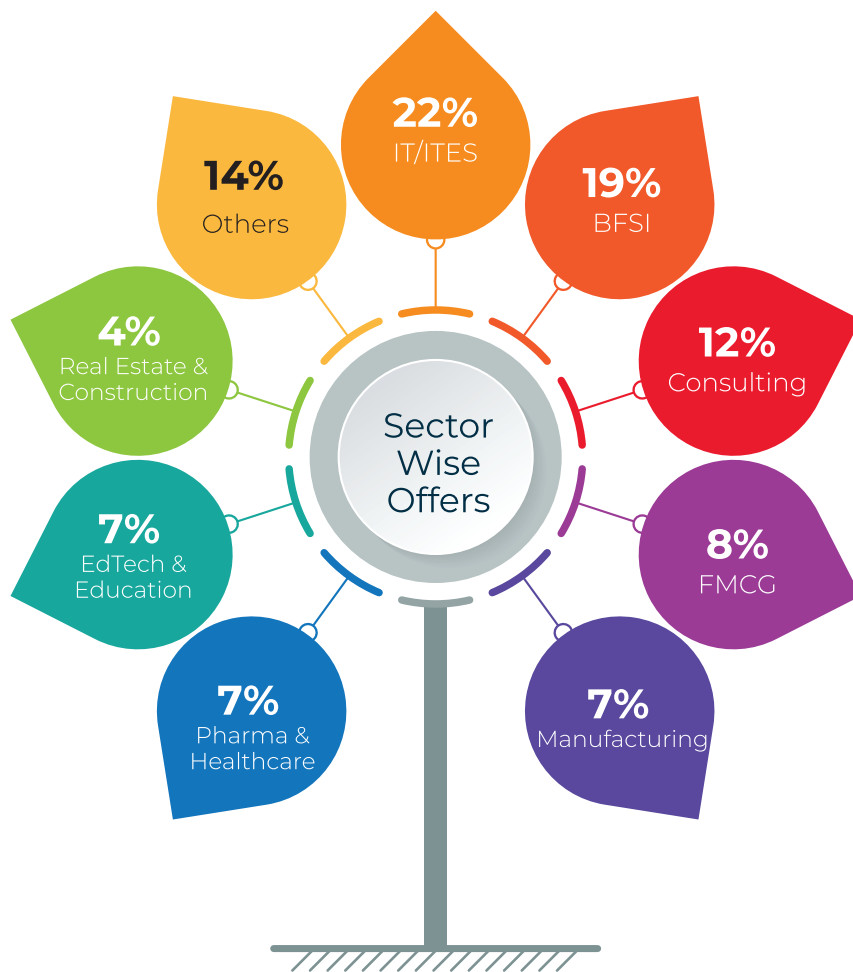 22%
IT/ITES
19%
BFSI
12%
Consulting
8%
FMCG
7%
Manufacturing
7%
Pharma &
Healthcare
7%
EdTech &
Education
4%
Real Estate &
Construction
14%
Others
Sector
Wise
Offers